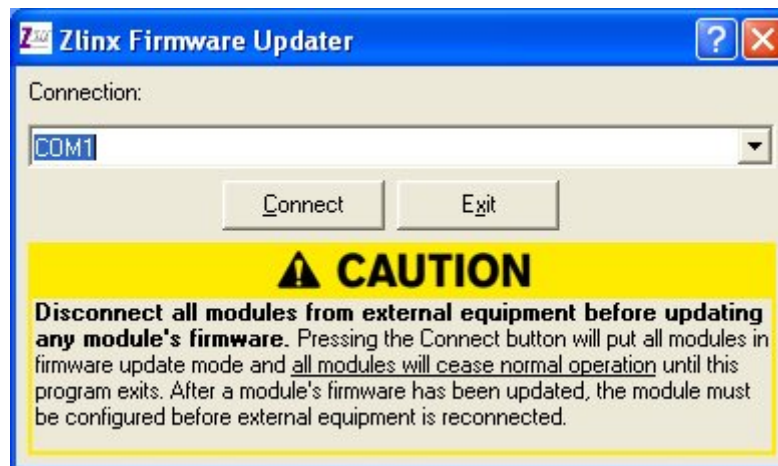 Zlinx Firmware Updater
Connection:
COM1
Connect Exit
CAUTION
Disconnect all modules from external equipment before updating
any module's firmware. Pressing the Connect button will put all modules in
firmware update mode and all modules will cease normal operation until this
program exits. After a module's firmware has been updated, the module must
be configured before external equipment is reconnected.